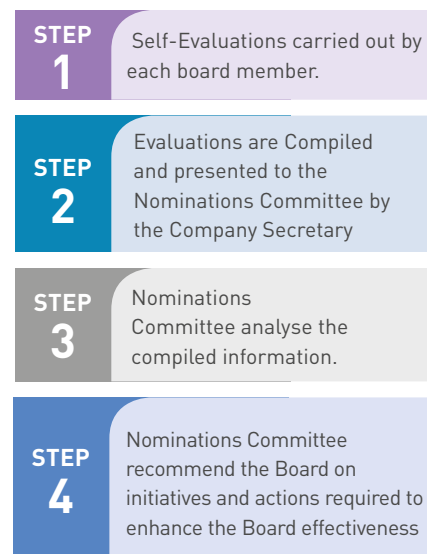 STEP
1
Self-Evaluations carried out by
each board member.
STEP
2
Evaluations are Compiled
and presented to the
Nominations Committee by
the Company Secretary
STEP
3
Nominations
Committee analyse the
compiled information.
STEP
4
Nominations Committee
recommend the Board on
initiatives and actions required to
enhance the Board effectiveness